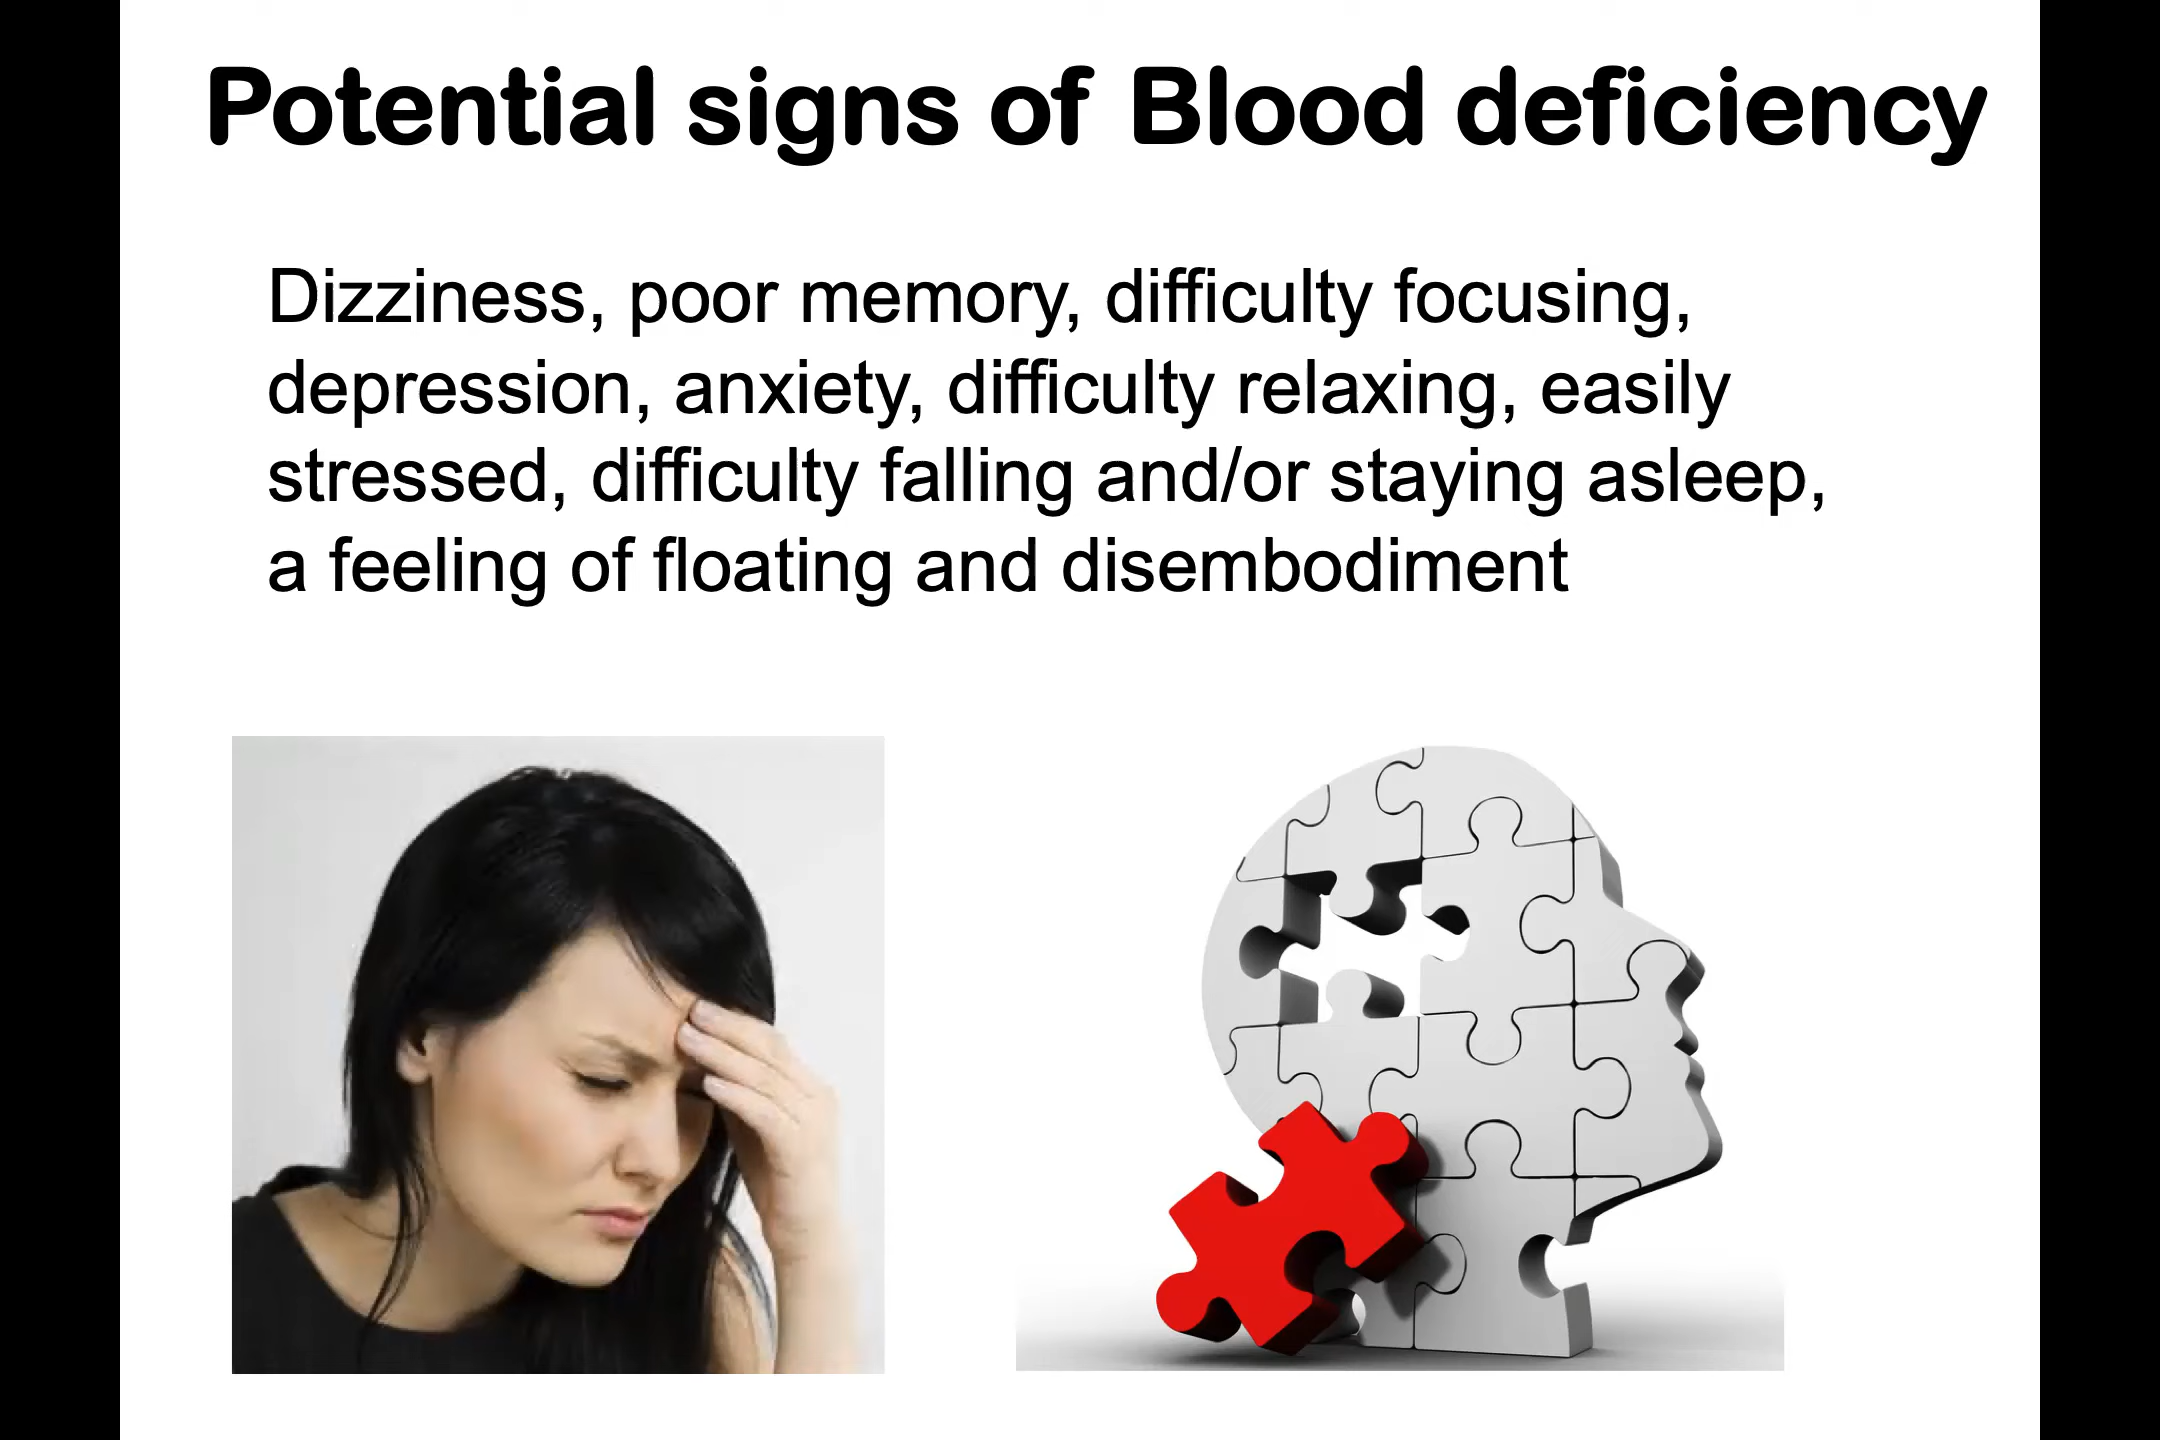 Potential signs of Blood deficiency
Dizziness, poor memory, difficulty focusing,
depression, anxiety, difficulty relaxing, easily
stressed, difficulty falling and/or staying asleep,
a feeling of floating and disembodiment